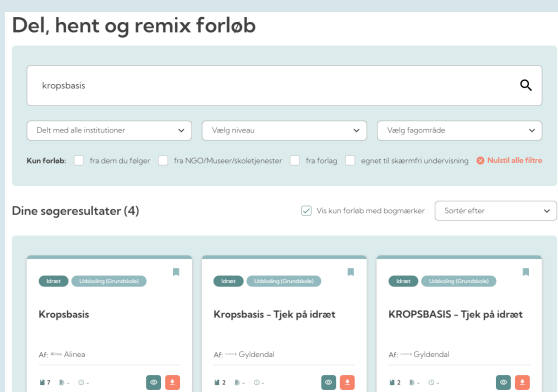 Del, hent og remix forløb
kropsbasis
Delt med alle institutioner Vælg niveau Vælg fagområde
Kun forløb: fra dem du følger fra NGO/Museer/skoletjenester fra forlag egnet til skærmfri undervisning Nulstil alle filtre
Dine søgeresultater (4) Vis kun forløb med bogmærker Sortér efter
Idræt Udskoling (Grundskole) Idræt Udskoling (Grundskole) Idræt Udskoling (Grundskole)
Kropsbasis Kropsbasis - Tjek på idræt KROPSBASIS - Tjek på idræt
Af: Alinea Af: Gyldendal Af: Gyldendal
7 - - 2 - - 2 - -